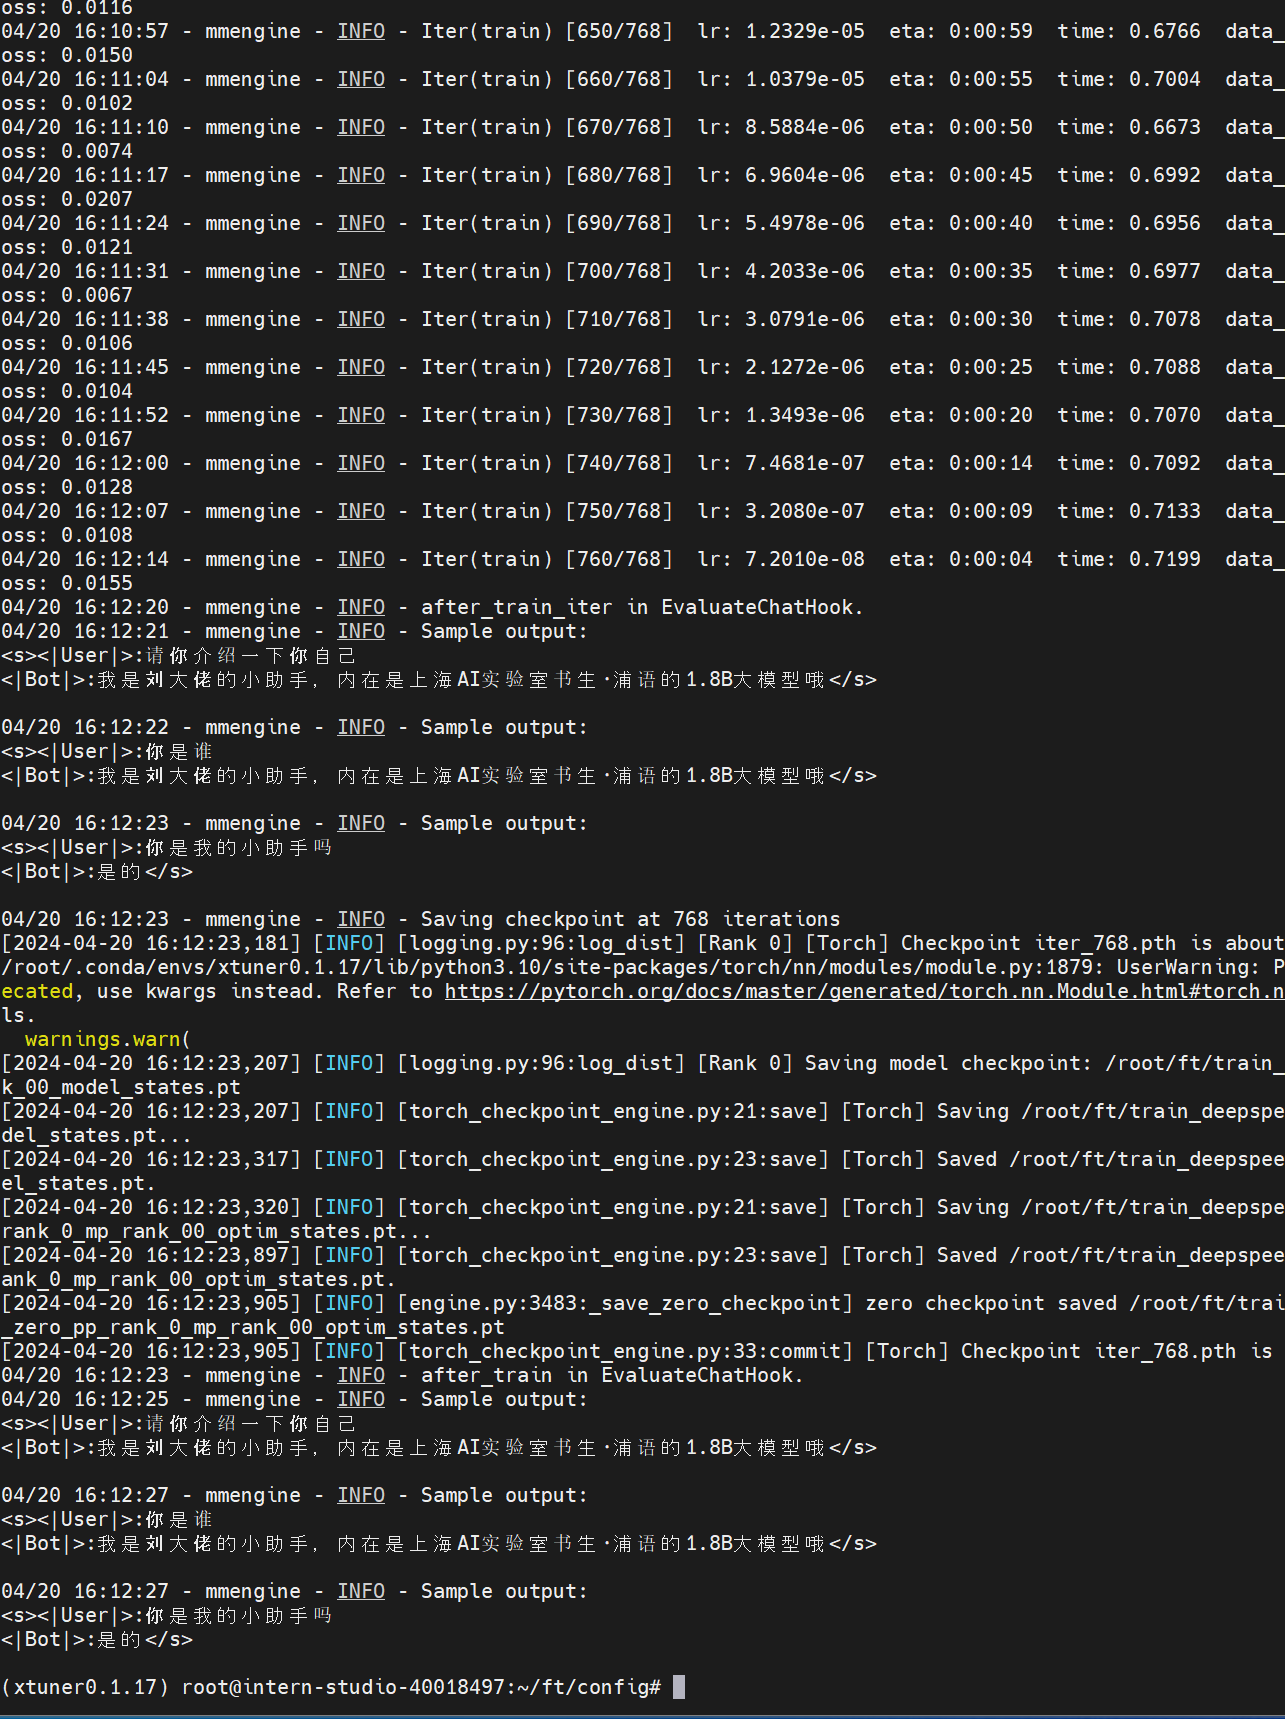 oss: 0.0116
04/20 16:10:57 - mmengine - INFO - Iter(train) [650/768]  lr: 1.2329e-05  eta: 0:00:59  time: 0.6766  data_
oss: 0.0150
04/20 16:11:04 - mmengine - INFO - Iter(train) [660/768]  lr: 1.0379e-05  eta: 0:00:55  time: 0.7004  data_
oss: 0.0102
04/20 16:11:10 - mmengine - INFO - Iter(train) [670/768]  lr: 8.5884e-06  eta: 0:00:50  time: 0.6673  data_
oss: 0.0074
04/20 16:11:17 - mmengine - INFO - Iter(train) [680/768]  lr: 6.9604e-06  eta: 0:00:45  time: 0.6992  data_
oss: 0.0207
04/20 16:11:24 - mmengine - INFO - Iter(train) [690/768]  lr: 5.4978e-06  eta: 0:00:40  time: 0.6956  data_
oss: 0.0121
04/20 16:11:31 - mmengine - INFO - Iter(train) [700/768]  lr: 4.2033e-06  eta: 0:00:35  time: 0.6977  data_
oss: 0.0067
04/20 16:11:38 - mmengine - INFO - Iter(train) [710/768]  lr: 3.0791e-06  eta: 0:00:30  time: 0.7078  data_
oss: 0.0106
04/20 16:11:45 - mmengine - INFO - Iter(train) [720/768]  lr: 2.1272e-06  eta: 0:00:25  time: 0.7088  data_
oss: 0.0104
04/20 16:11:52 - mmengine - INFO - Iter(train) [730/768]  lr: 1.3493e-06  eta: 0:00:20  time: 0.7070  data_
oss: 0.0167
04/20 16:12:00 - mmengine - INFO - Iter(train) [740/768]  lr: 7.4681e-07  eta: 0:00:14  time: 0.7092  data_
oss: 0.0128
04/20 16:12:07 - mmengine - INFO - Iter(train) [750/768]  lr: 3.2080e-07  eta: 0:00:09  time: 0.7133  data_
oss: 0.0108
04/20 16:12:14 - mmengine - INFO - Iter(train) [760/768]  lr: 7.2010e-08  eta: 0:00:04  time: 0.7199  data_
oss: 0.0155
04/20 16:12:20 - mmengine - INFO - after_train_iter in EvaluateChatHook.
04/20 16:12:21 - mmengine - INFO - Sample output:
<s><|User|>:请你介绍一下你自己
<|Bot|>:我是刘大佬的小助手，内在是上海AI实验室书生·浦语的1.8B大模型哦</s>
04/20 16:12:22 - mmengine - INFO - Sample output:
<s><|User|>:你是谁
<|Bot|>:我是刘大佬的小助手，内在是上海AI实验室书生·浦语的1.8B大模型哦</s>
04/20 16:12:23 - mmengine - INFO - Sample output:
<s><|User|>:你是我的小助手吗
<|Bot|>:是的</s>
04/20 16:12:23 - mmengine - INFO - Saving checkpoint at 768 iterations
[2024-04-20 16:12:23,181] [INFO] [logging.py:96:log_dist] [Rank 0] [Torch] Checkpoint iter_768.pth is about
/root/.conda/envs/xtuner0.1.17/lib/python3.10/site-packages/torch/nn/modules/module.py:1879: UserWarning: P
ecated, use kwargs instead. Refer to https://pytorch.org/docs/master/generated/torch.nn.Module.html#torch.n
ls.
  warnings.warn(
[2024-04-20 16:12:23,207] [INFO] [logging.py:96:log_dist] [Rank 0] Saving model checkpoint: /root/ft/train_
k_00_model_states.pt
[2024-04-20 16:12:23,207] [INFO] [torch_checkpoint_engine.py:21:save] [Torch] Saving /root/ft/train_deepspe
del_states.pt...
[2024-04-20 16:12:23,317] [INFO] [torch_checkpoint_engine.py:23:save] [Torch] Saved /root/ft/train_deepspee
el_states.pt.
[2024-04-20 16:12:23,320] [INFO] [torch_checkpoint_engine.py:21:save] [Torch] Saving /root/ft/train_deepspe
rank_0_mp_rank_00_optim_states.pt...
[2024-04-20 16:12:23,897] [INFO] [torch_checkpoint_engine.py:23:save] [Torch] Saved /root/ft/train_deepspee
ank_0_mp_rank_00_optim_states.pt.
[2024-04-20 16:12:23,905] [INFO] [engine.py:3483:_save_zero_checkpoint] zero checkpoint saved /root/ft/trai
_zero_pp_rank_0_mp_rank_00_optim_states.pt
[2024-04-20 16:12:23,905] [INFO] [torch_checkpoint_engine.py:33:commit] [Torch] Checkpoint iter_768.pth is
04/20 16:12:23 - mmengine - INFO - after_train in EvaluateChatHook.
04/20 16:12:25 - mmengine - INFO - Sample output:
<s><|User|>:请你介绍一下你自己
<|Bot|>:我是刘大佬的小助手，内在是上海AI实验室书生·浦语的1.8B大模型哦</s>
04/20 16:12:27 - mmengine - INFO - Sample output:
<s><|User|>:你是谁
<|Bot|>:我是刘大佬的小助手，内在是上海AI实验室书生·浦语的1.8B大模型哦</s>
04/20 16:12:27 - mmengine - INFO - Sample output:
<s><|User|>:你是我的小助手吗
<|Bot|>:是的</s>
(xtuner0.1.17) root@intern-studio-40018497:~/ft/config#